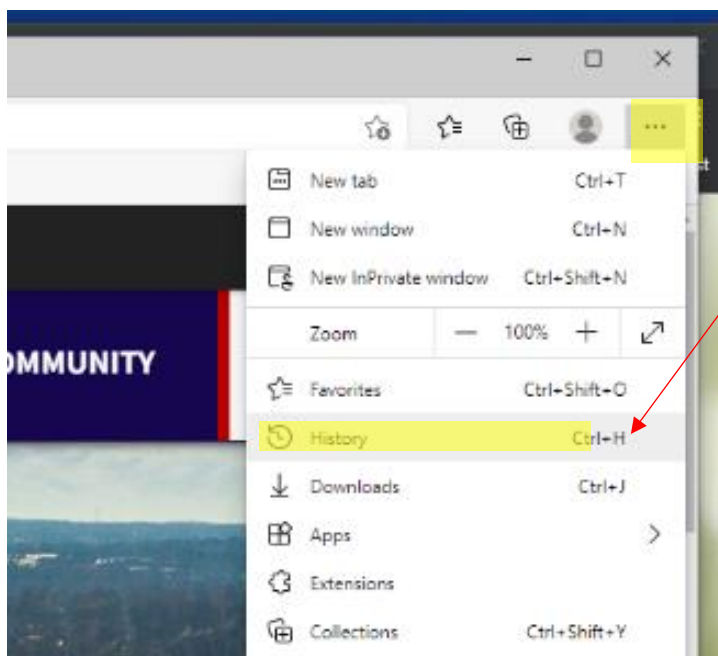 New tab Ctrl+T
New window Ctrl+N
New InPrivate window Ctrl+Shift+N
Zoom — 100% +
OMMUNITY
Favorites Ctrl+Shift+O
History Ctrl+H
Downloads Ctrl+J
Apps
Extensions
Collections Ctrl+Shift+Y